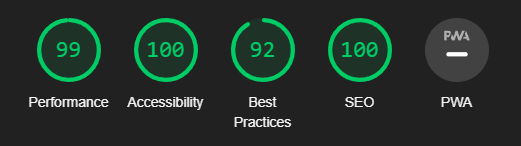 99 100 92 100 PWA
Performance Accessibility Best Practices SEO PWA